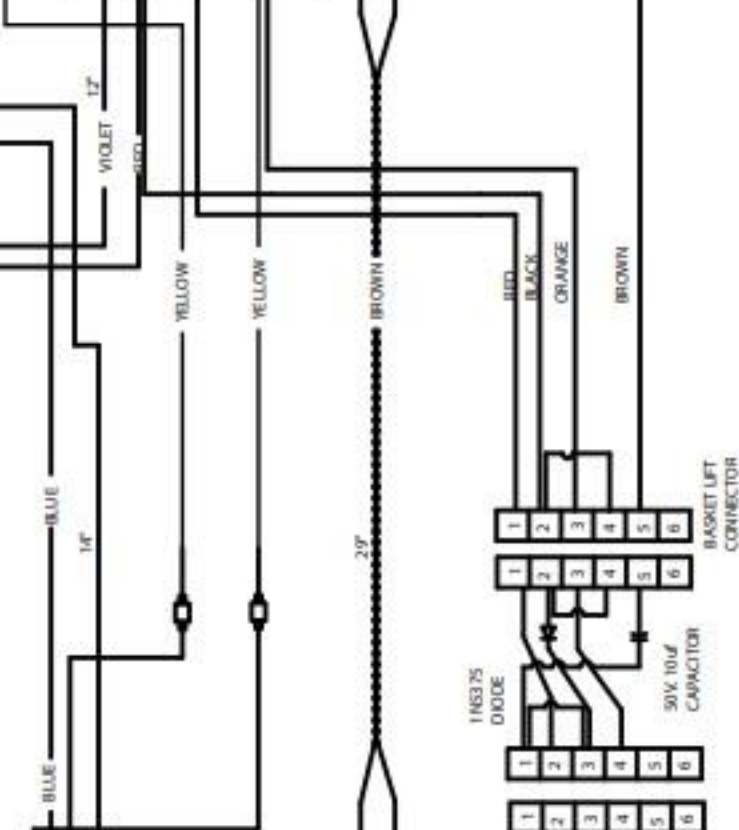 12"
VIOLET
RED
YELLOW
YELLOW
BROWN
RED
BLACK
ORANGE
BROWN
BLUE
14"
29"
1 2 3 4 5 6
BASKET LIFT
CONNECTOR
1 2 3 4 5 6
1N5375
DIODE
50V. 10uf
CAPACITOR
BLUE
1 2 3 4 5 6
1 2 3 4 5 6